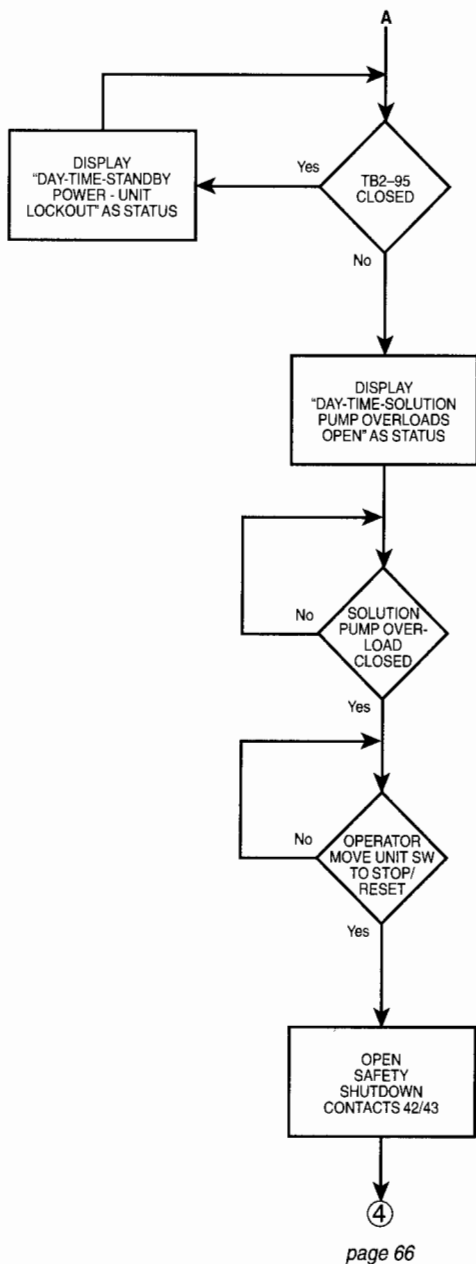 A
DISPLAY
"DAY-TIME-STANDBY
POWER - UNIT
LOCKOUT" AS STATUS
Yes
TB2–95
CLOSED
No
DISPLAY
"DAY-TIME-SOLUTION
PUMP OVERLOADS
OPEN" AS STATUS
No
SOLUTION
PUMP OVER-
LOAD
CLOSED
Yes
No
OPERATOR
MOVE UNIT SW
TO STOP/
RESET
Yes
OPEN
SAFETY
SHUTDOWN
CONTACTS 42/43
4
page 66